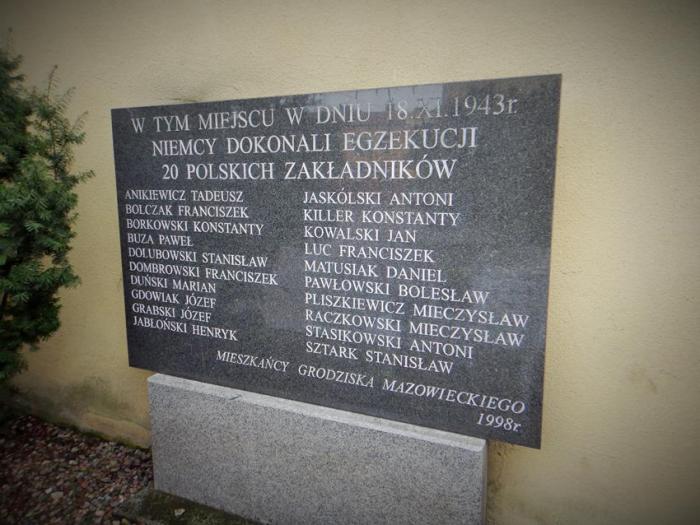 W TYM MIEJSCU W DNIU 18.XI.1943r.
NIEMCY DOKONALI EGZEKUCJI
20 POLSKICH ZAKŁADNIKÓW
ANIKIEWICZ TADEUSZ
BOLCZAK FRANCISZEK
BORKOWSKI KONSTANTY
BUZA PAWEŁ
DOLUBOWSKI STANISŁAW
DOMBROWSKI FRANCISZEK
DUŃSKI MARIAN
GDOWIAK JÓZEF
GRABSKI JÓZEF
JABŁOŃSKI HENRYK
JASKÓLSKI ANTONI
KILLER KONSTANTY
KOWALSKI JAN
LUC FRANCISZEK
MATUSIAK DANIEL
PAWŁOWSKI BOLESŁAW
PLISZKIEWICZ MIECZYSŁAW
RACZKOWSKI MIECZYSŁAW
STASIKOWSKI ANTONI
SZTARK STANISŁAW
MIESZKAŃCY GRODZISKA MAZOWIECKIEGO
1998r.